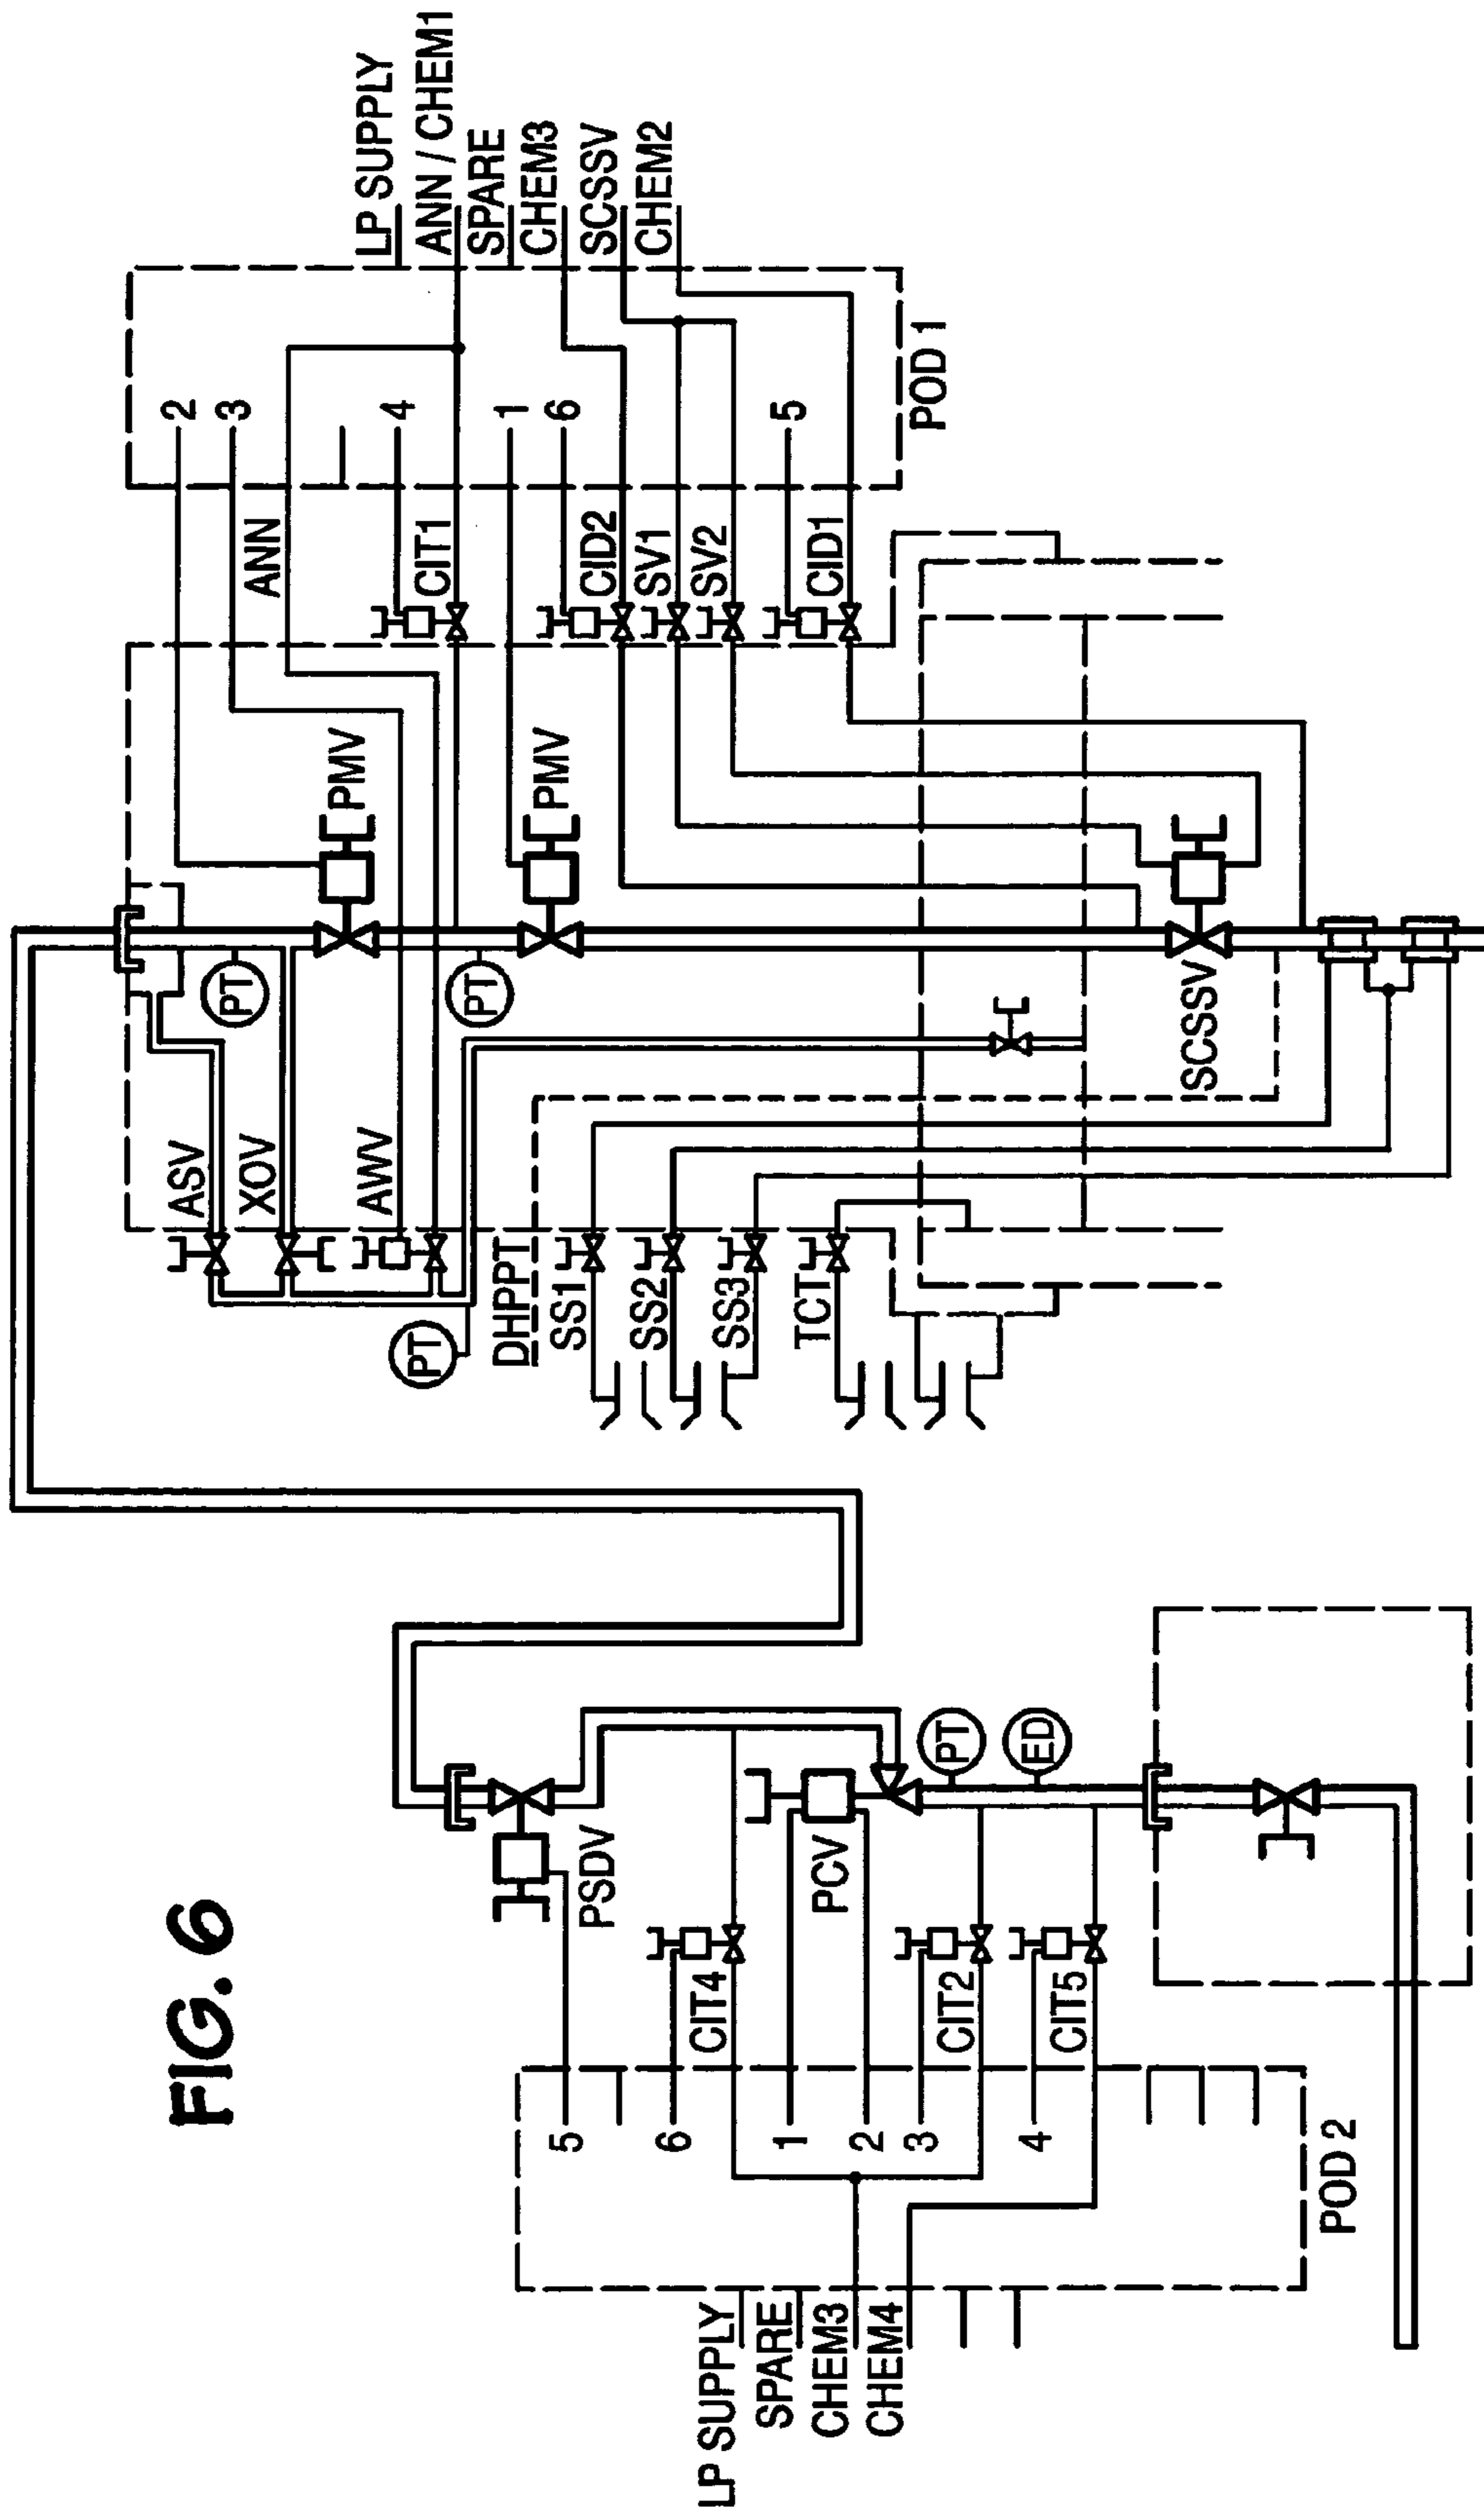 FIG. 6
LP SUPPLY
ANN / CHEM1
SPARE
CHEM3
SCSSV
CHEM2
2
3
4
1
6
5
POD 1
ANN
CIT1
CID2
SV1
SV2
CID1
PMV
PMV
PT
PT
SCSSV
ASV
XOV
AWV
PT
DHPPT
SS1
SS2
SS3
TCT
PSDV
PCV
PT
ED
CIT4
CIT2
CIT5
5
6
1
2
3
4
POD 2
LP SUPPLY
SPARE
CHEM3
CHEM4